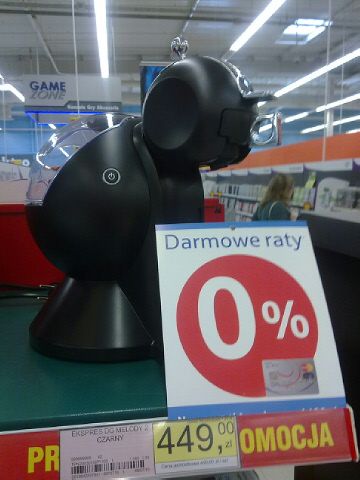 GAME
ZONE
Darmowe raty
0%
EKSPRES DG MELODY 2
CZARNY
449,00
zł
PR
OMOCJA